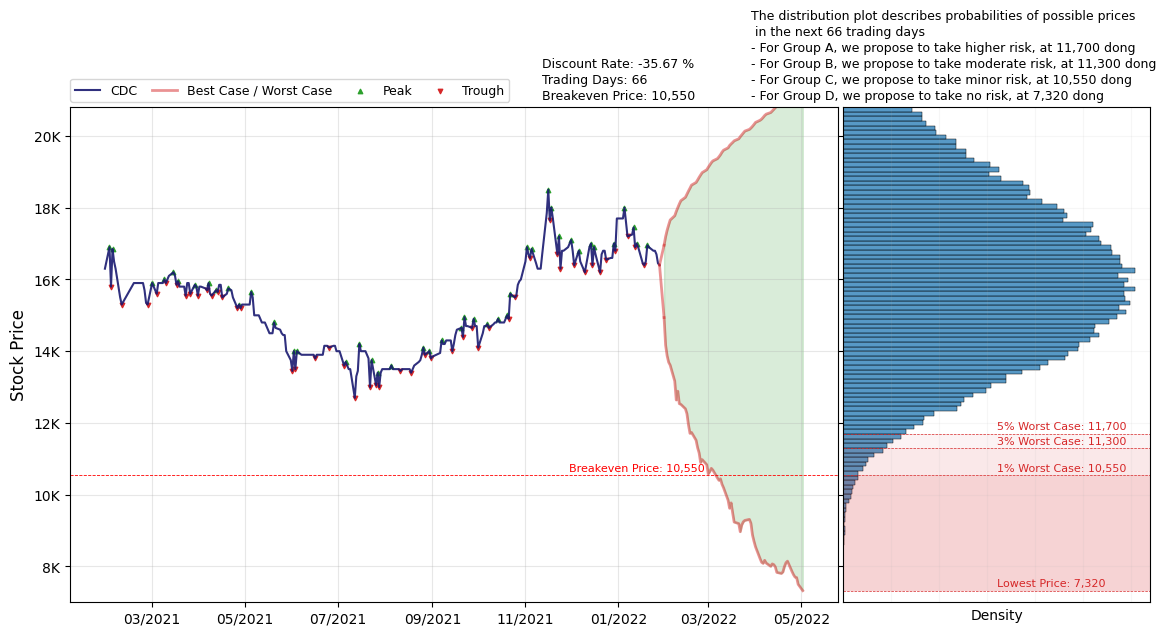 The distribution plot describes probabilities of possible prices
in the next 66 trading days
- For Group A, we propose to take higher risk, at 11,700 dong
- For Group B, we propose to take moderate risk, at 11,300 dong
- For Group C, we propose to take minor risk, at 10,550 dong
- For Group D, we propose to take no risk, at 7,320 dong
Discount Rate: -35.67 %
Trading Days: 66
Breakeven Price: 10,550
CDC
Best Case / Worst Case
Peak
Trough
Stock Price
20K
18K
16K
14K
12K
10K
8K
Breakeven Price: 10,550
5% Worst Case: 11,700
3% Worst Case: 11,300
1% Worst Case: 10,550
Lowest Price: 7,320
03/2021
05/2021
07/2021
09/2021
11/2021
01/2022
03/2022
05/2022
Density